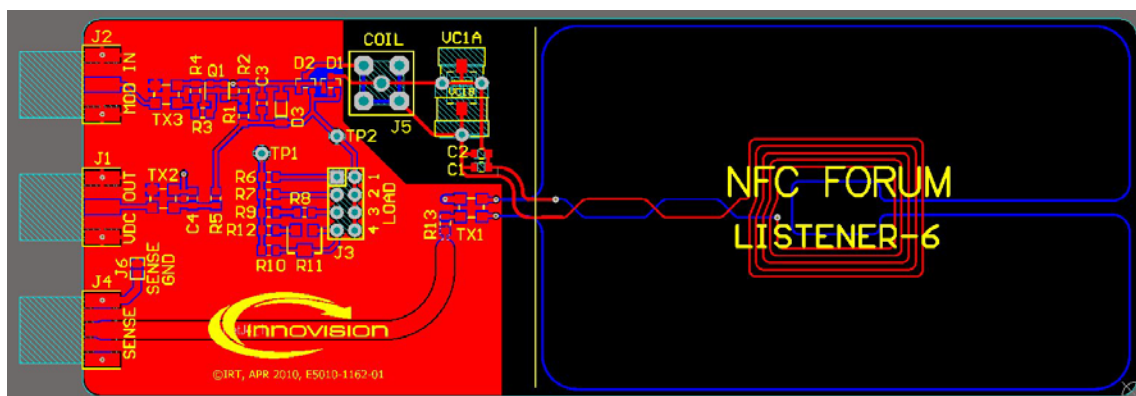 J2
MOD IN
TX3
R4
R3
Q1
R2
R1
C3
D2
D1
D3
COIL
J5
VC1A
VC1B
C2
C1
TP2
TP1
J1
VDC OUT
TX2
C4
R5
R6
R7
R8
R9
R12
R10
R11
1
2
3
4
LOAD
J3
R13
TX1
J6
SENSE
GND
J4
SENSE
innovision
©IRT, APR 2010, E5010-1162-01
NFC FORUM
LISTENER-6